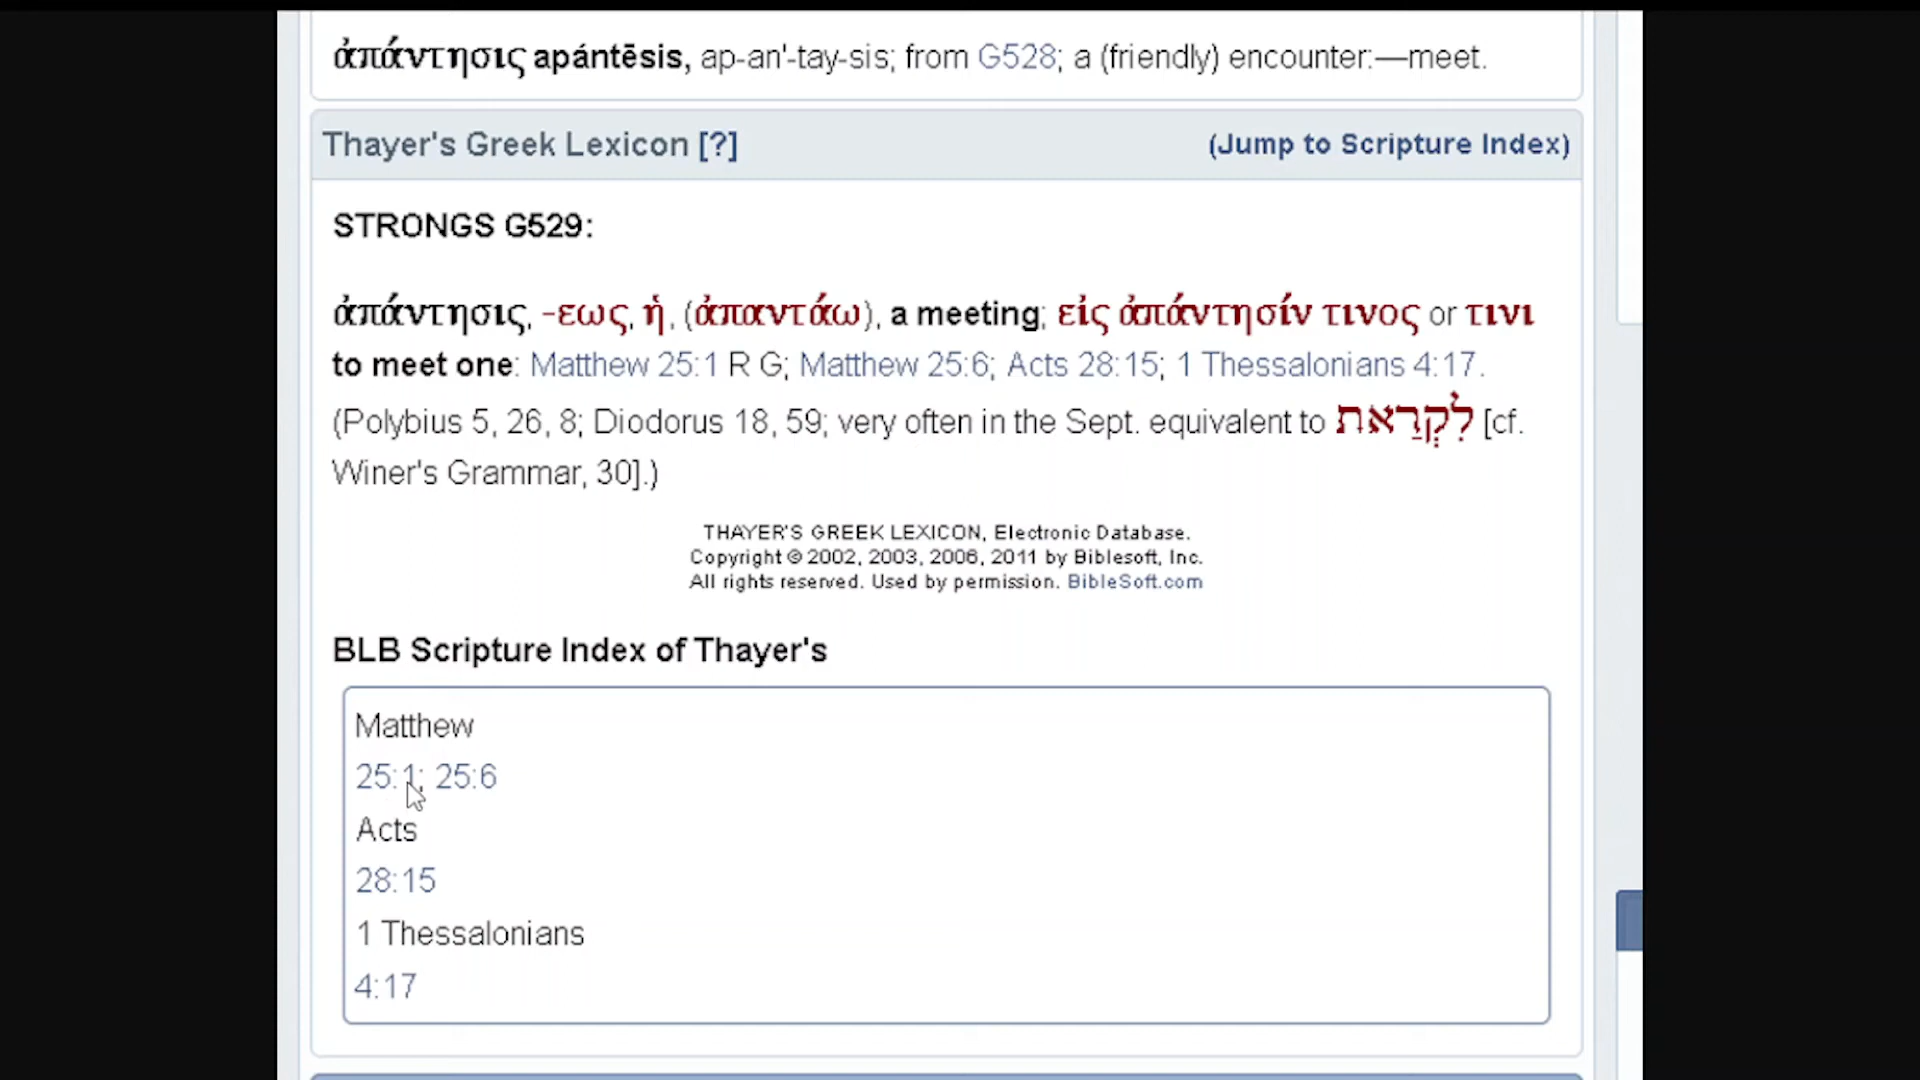 ἀπάντησις apántēsis, ap-an'-tay-sis; from G528; a (friendly) encounter:—meet.
Thayer's Greek Lexicon [?]
(Jump to Scripture Index)
STRONGS G529:
ἀπάντησις, -εως, ἡ, (ἀπαντάω), a meeting; εἰς ἀπάντησίν τινος or τινι
to meet one: Matthew 25:1 R G; Matthew 25:6; Acts 28:15; 1 Thessalonians 4:17.
(Polybius 5, 26, 8; Diodorus 18, 59; very often in the Sept. equivalent to לִקְרַאת [cf.
Winer's Grammar, 30].)
THAYER'S GREEK LEXICON, Electronic Database.
Copyright © 2002, 2003, 2006, 2011 by Biblesoft, Inc.
All rights reserved. Used by permission. BibleSoft.com
BLB Scripture Index of Thayer's
Matthew
25:1; 25:6
Acts
28:15
1 Thessalonians
4:17